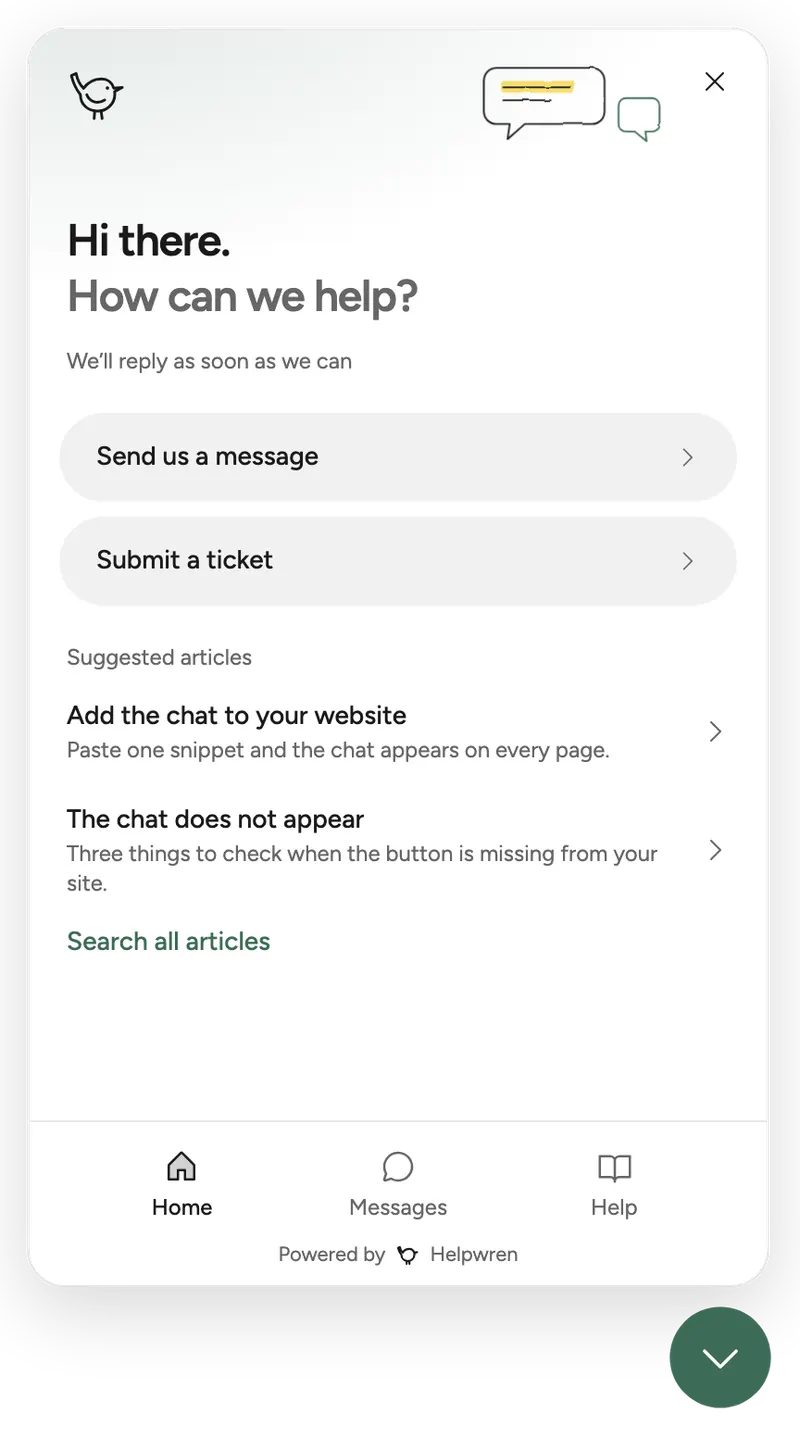 Hi there.
How can we help?
We’ll reply as soon as we can
Send us a message
Submit a ticket
Suggested articles
Add the chat to your website
Paste one snippet and the chat appears on every page.
The chat does not appear
Three things to check when the button is missing from your
site.
Search all articles
Home
Messages
Help
Powered by Helpwren